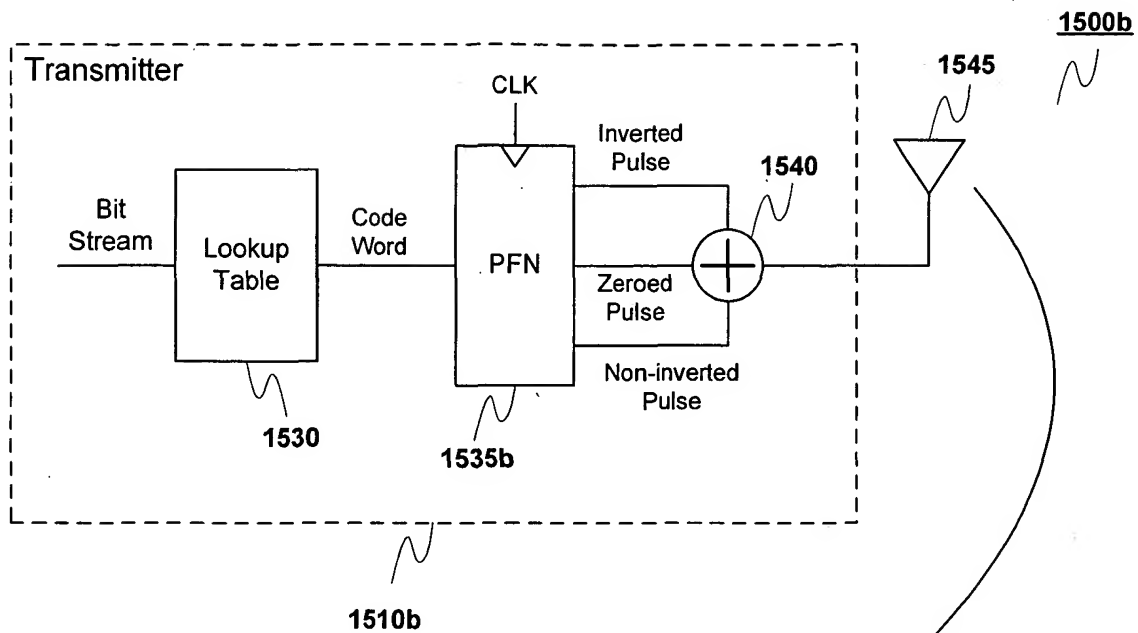 1500b
Transmitter
1545
CLK
Inverted
Pulse
1540
Bit
Stream
Lookup
Table
Code
Word
PFN
Zeroed
Pulse
Non-inverted
Pulse
1530
1535b
1510b